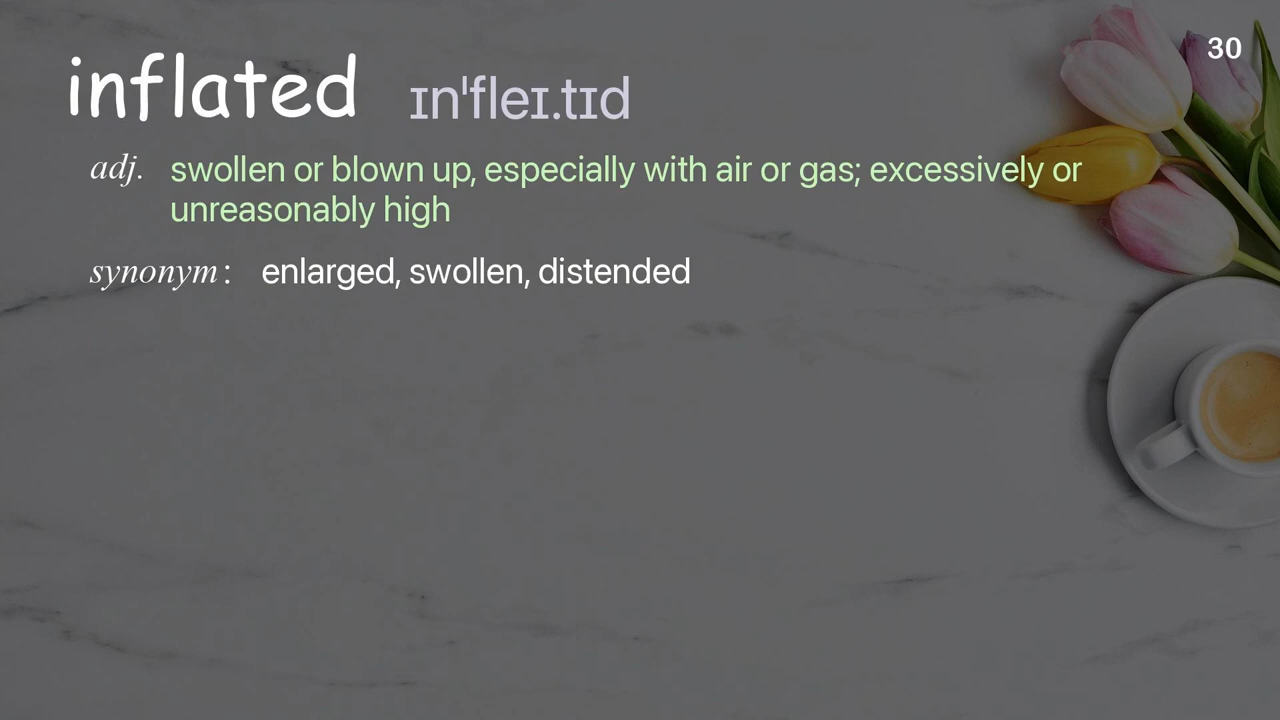 30
inflated ɪnˈfleɪ.tɪd
adj. swollen or blown up, especially with air or gas; excessively or
unreasonably high
synonym: enlarged, swollen, distended